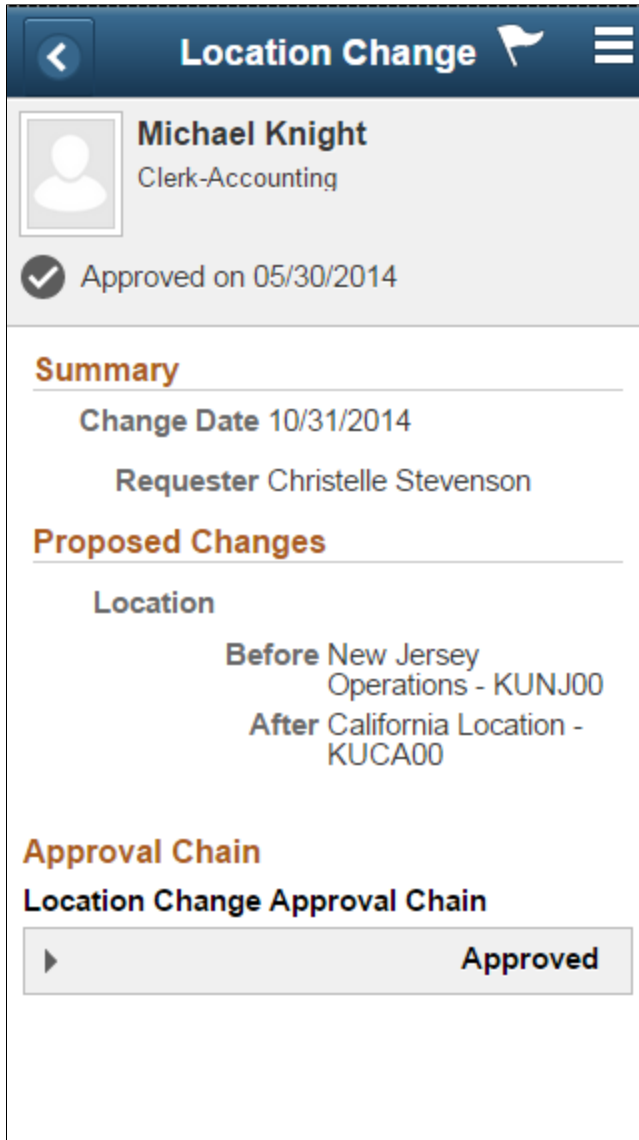 Location Change
Michael Knight
Clerk-Accounting
Approved on 05/30/2014
Summary
Change Date 10/31/2014
Requester Christelle Stevenson
Proposed Changes
Location
Before New Jersey
Operations - KUNJ00
After California Location -
KUCA00
Approval Chain
Location Change Approval Chain
Approved